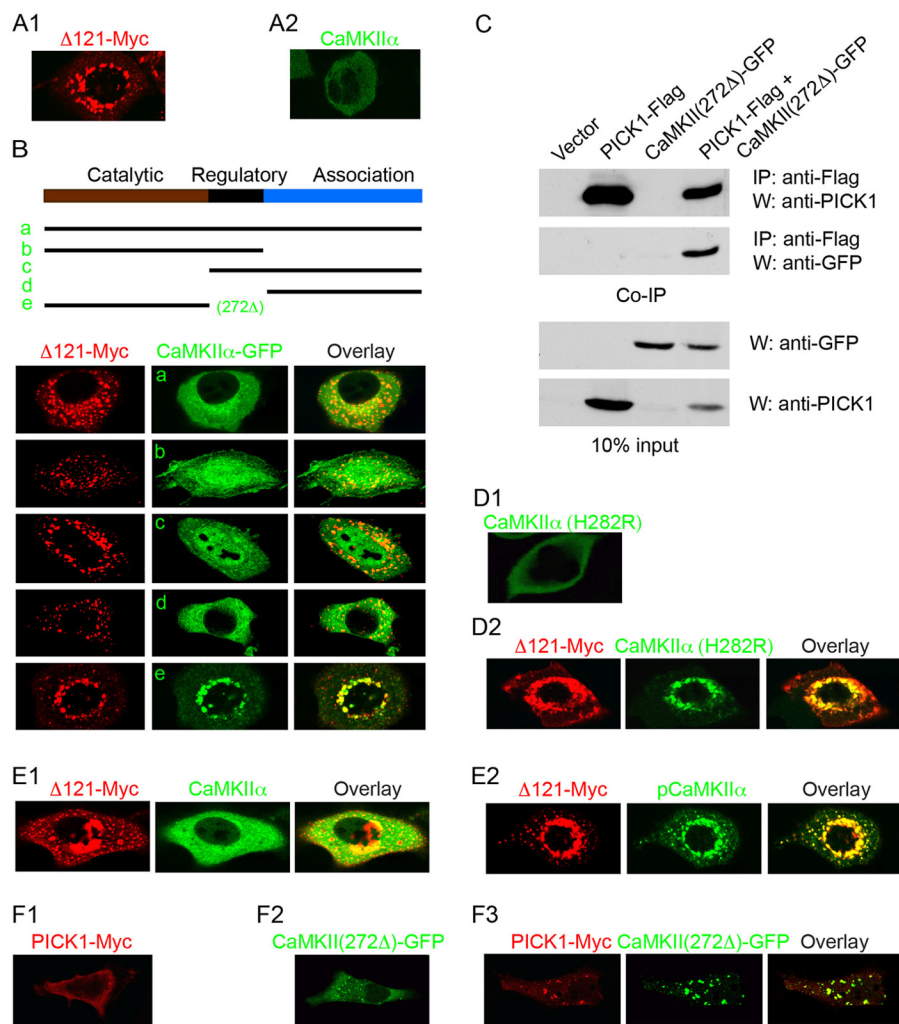 A1
Δ121-Myc
A2
CaMKIIα
B
Catalytic Regulatory Association
a
b
c
d
e (272Δ)
Δ121-Myc CaMKIIα-GFP Overlay
a
b
c
d
e
C
Vector
PICK1-Flag
CaMKII(272Δ)-GFP
PICK1-Flag +
CaMKII(272Δ)-GFP
IP: anti-Flag
W: anti-PICK1
IP: anti-Flag
W: anti-GFP
Co-IP
W: anti-GFP
W: anti-PICK1
10% input
D1
CaMKIIα (H282R)
D2
Δ121-Myc CaMKIIα (H282R) Overlay
E1
Δ121-Myc CaMKIIα Overlay
E2
Δ121-Myc pCaMKIIα Overlay
F1
PICK1-Myc
F2
CaMKII(272Δ)-GFP
F3
PICK1-Myc CaMKII(272Δ)-GFP Overlay